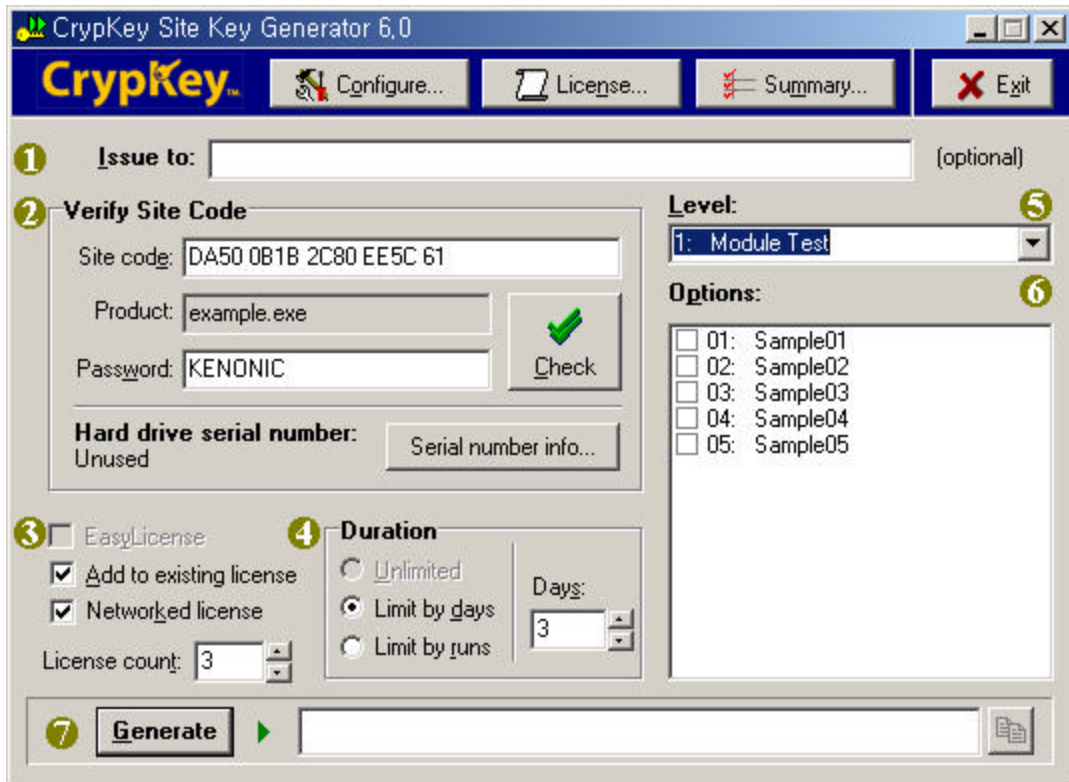 CrypKey Site Key Generator 6,0
CrypKey™ Configure... License... Summary... Exit
1 Issue to: (optional)
2 Verify Site Code
Site code: DA50 0B1B 2C80 EE5C 61
Product: example.exe
Password: KENONIC
Check
Hard drive serial number:
Unused
Serial number info...
Level: 5
1: Module Test
Options: 6
01: Sample01
02: Sample02
03: Sample03
04: Sample04
05: Sample05
3 EasyLicense
Add to existing license
Networked license
License count: 3
4 Duration
Unlimited
Limit by days
Limit by runs
Days:
3
7 Generate